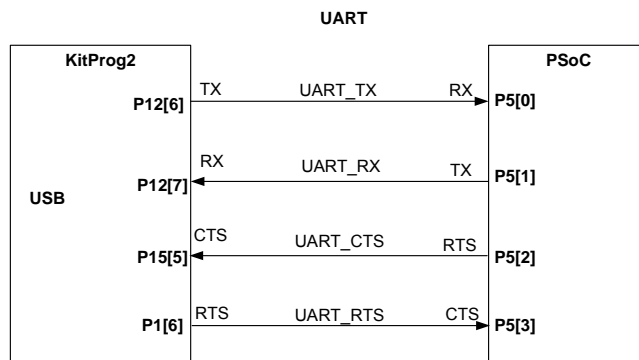 UART
KitProg2 PSoC
TX UART_TX RX
P12[6] P5[0]
RX UART_RX TX
P12[7] P5[1]
USB
CTS UART_CTS RTS
P15[5] P5[2]
RTS UART_RTS CTS
P1[6] P5[3]